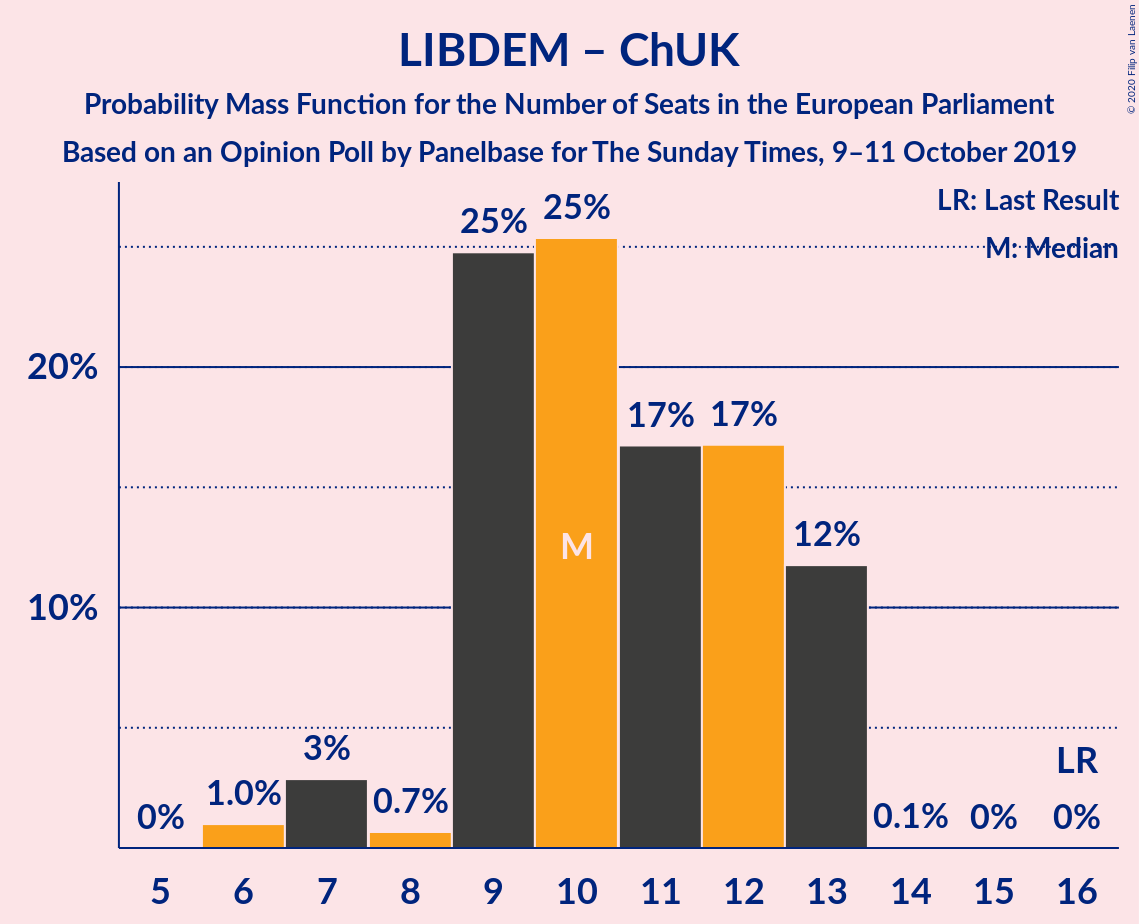 LIBDEM – ChUK
Probability Mass Function for the Number of Seats in the European Parliament
Based on an Opinion Poll by Panelbase for The Sunday Times, 9–11 October 2019
© 2020 Filip van Laenen
LR: Last Result
M: Median
25%
25%
20%
17%
17%
12%
M
10%
3%
LR
1.0%
0.7%
0%
0.1%
0%
0%
5 6 7 8 9 10 11 12 13 14 15 16